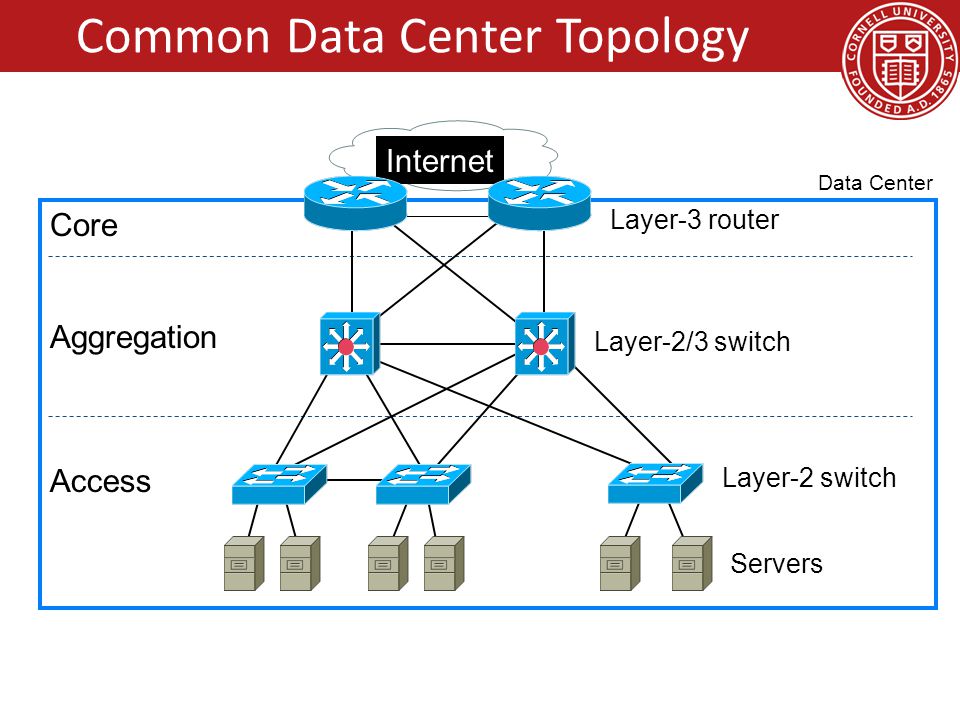 Common Data Center Topology
CORNELL UNIVERSITY
FOUNDED A.D. 1865
Internet
Data Center
Core
Layer-3 router
Aggregation
Layer-2/3 switch
Access
Layer-2 switch
Servers